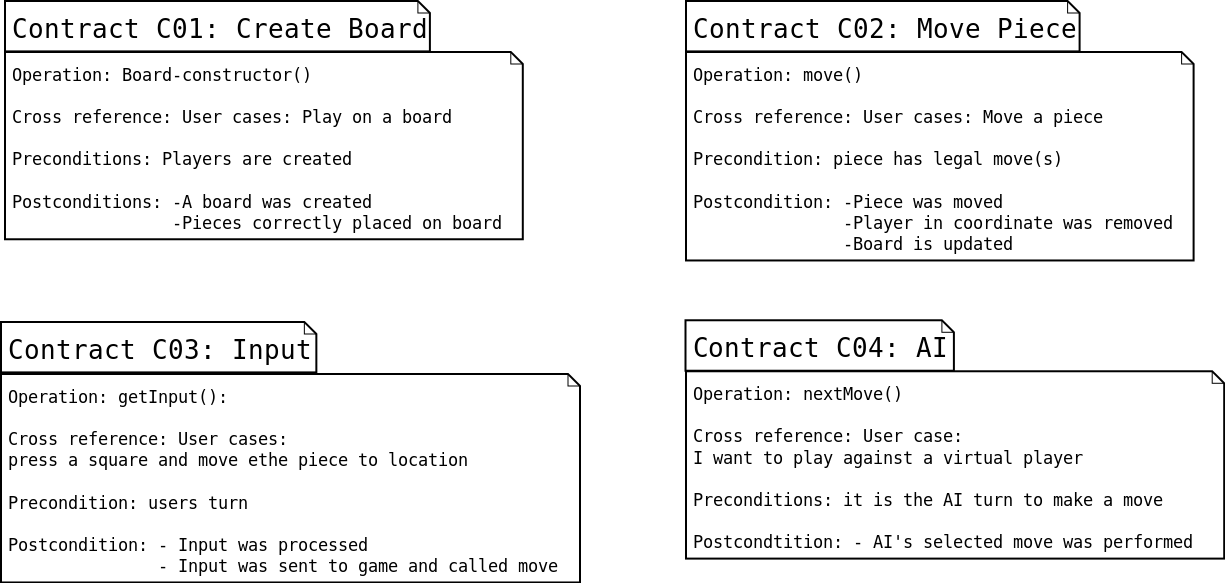 Contract C01: Create Board
Operation: Board-constructor()
Cross reference: User cases: Play on a board
Preconditions: Players are created
Postconditions: -A board was created
-Pieces correctly placed on board
Contract C02: Move Piece
Operation: move()
Cross reference: User cases: Move a piece
Precondition: piece has legal move(s)
Postcondition: -Piece was moved
-Player in coordinate was removed
-Board is updated
Contract C03: Input
Operation: getInput():
Cross reference: User cases:
press a square and move ethe piece to location
Precondition: users turn
Postcondition: - Input was processed
- Input was sent to game and called move
Contract C04: AI
Operation: nextMove()
Cross reference: User case:
I want to play against a virtual player
Preconditions: it is the AI turn to make a move
Postcondtition: - AI's selected move was performed